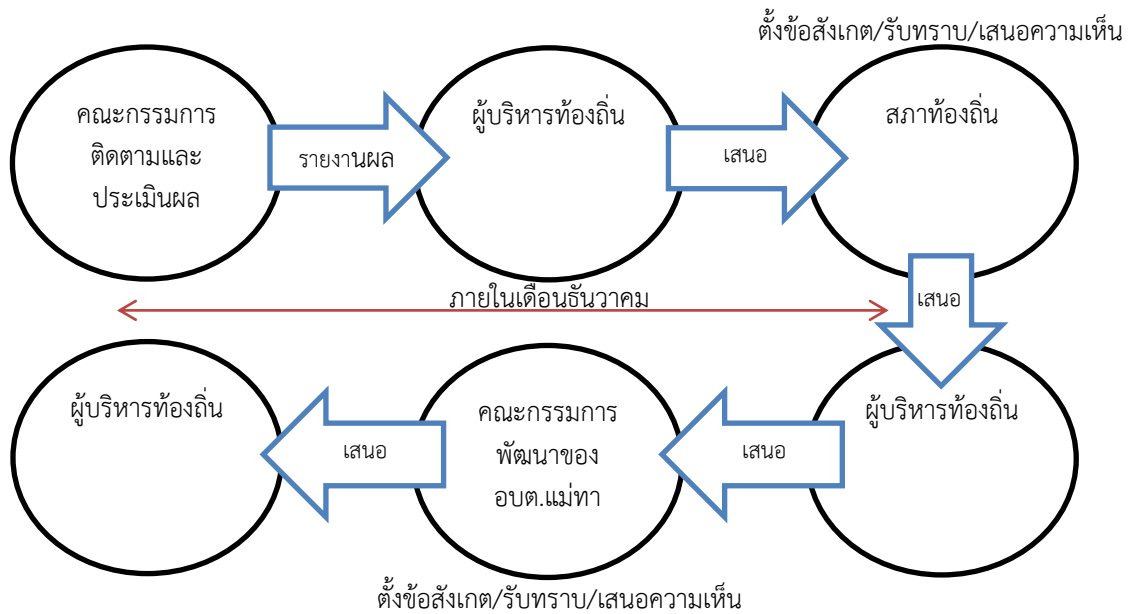 ตั้งข้อสังเกต/รับทราบ/เสนอความเห็น
คณะกรรมการ
ติดตามและ
ประเมินผล
รายงานผล
ผู้บริหารท้องถิ่น
เสนอ
สภาท้องถิ่น
เสนอ
ภายในเดือนธันวาคม
ผู้บริหารท้องถิ่น
เสนอ
คณะกรรมการ
พัฒนาของ
อบต.แม่ทา
เสนอ
ผู้บริหารท้องถิ่น
ตั้งข้อสังเกต/รับทราบ/เสนอความเห็น